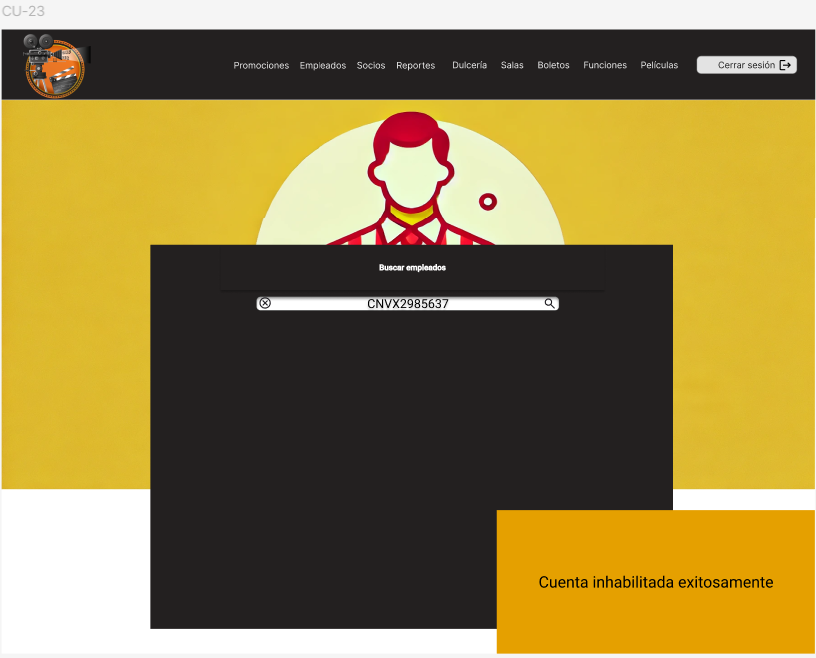 CU-23
Promociones Empleados Socios Reportes Dulcería Salas Boletos Funciones Películas Cerrar sesión
Buscar empleados
CNVX2985637
Cuenta inhabilitada exitosamente